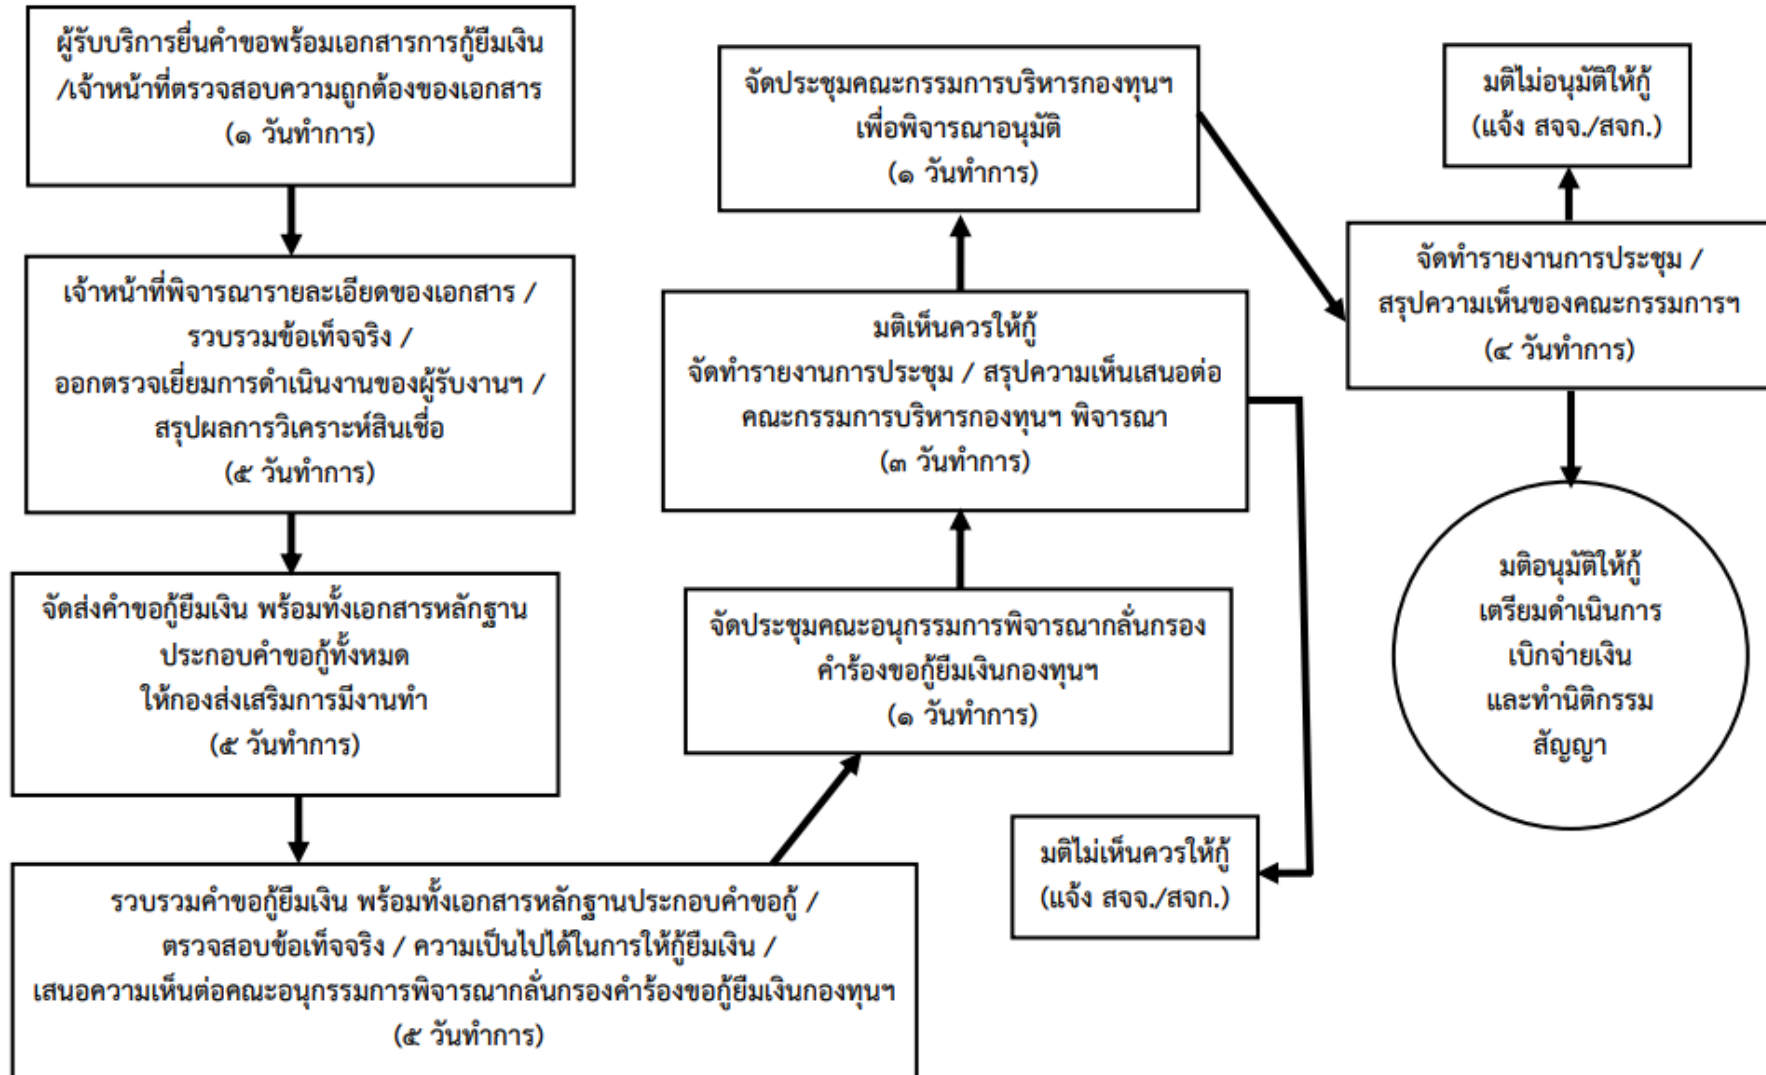 ผู้รับบริการยื่นคำขอพร้อมเอกสารการกู้ยืมเงิน
/เจ้าหน้าที่ตรวจสอบความถูกต้องของเอกสาร
(๑ วันทำการ)
เจ้าหน้าที่พิจารณารายละเอียดของเอกสาร /
รวบรวมข้อเท็จจริง /
ออกตรวจเยี่ยมการดำเนินงานของผู้รับงานฯ /
สรุปผลการวิเคราะห์สินเชื่อ
(๕ วันทำการ)
จัดส่งคำขอกู้ยืมเงิน พร้อมทั้งเอกสารหลักฐาน
ประกอบคำขอกู้ทั้งหมด
ให้กองส่งเสริมการมีงานทำ
(๕ วันทำการ)
รวบรวมคำขอกู้ยืมเงิน พร้อมทั้งเอกสารหลักฐานประกอบคำขอกู้ /
ตรวจสอบข้อเท็จจริง / ความเป็นไปได้ในการให้กู้ยืมเงิน /
เสนอความเห็นต่อคณะอนุกรรมการพิจารณากลั่นกรองคำร้องขอกู้ยืมเงินกองทุนฯ
(๕ วันทำการ)
จัดประชุมคณะอนุกรรมการพิจารณากลั่นกรอง
คำร้องขอกู้ยืมเงินกองทุนฯ
(๑ วันทำการ)
มติเห็นควรให้กู้
จัดทำรายงานการประชุม / สรุปความเห็นเสนอต่อ
คณะกรรมการบริหารกองทุนฯ พิจารณา
(๓ วันทำการ)
มติไม่เห็นควรให้กู้
(แจ้ง สจจ./สจก.)
จัดประชุมคณะกรรมการบริหารกองทุนฯ
เพื่อพิจารณาอนุมัติ
(๑ วันทำการ)
จัดทำรายงานการประชุม /
สรุปความเห็นของคณะกรรมการฯ
(๔ วันทำการ)
มติไม่อนุมัติให้กู้
(แจ้ง สจจ./สจก.)
มติอนุมัติให้กู้
เตรียมดำเนินการ
เบิกจ่ายเงิน
และทำนิติกรรม
สัญญา